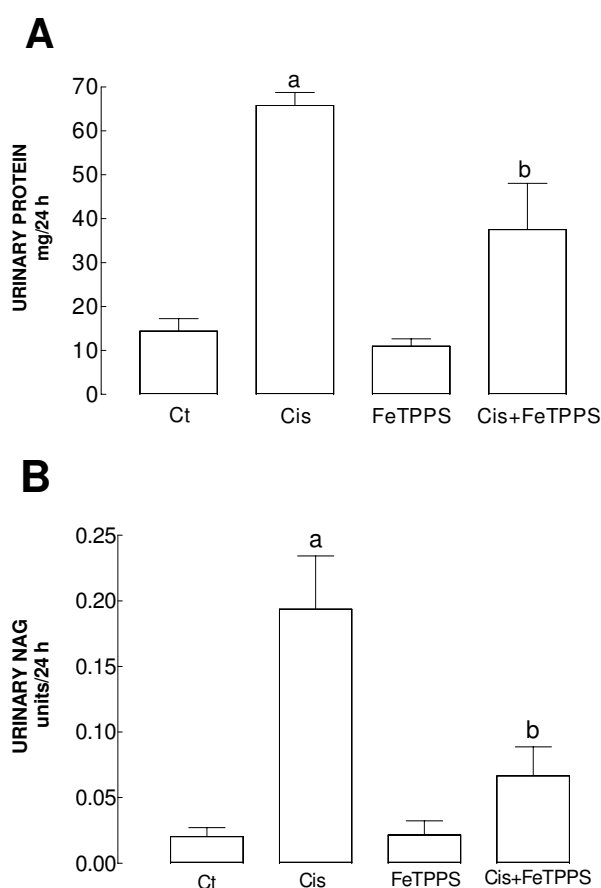 A
URINARY PROTEIN
mg/24 h
70
60
50
40
30
20
10
0
a
b
Ct Cis FeTPPS Cis+FeTPPS
B
URINARY NAG
units/24 h
0.25
0.20
0.15
0.10
0.05
0.00
a
b
Ct Cis FeTPPS Cis+FeTPPS